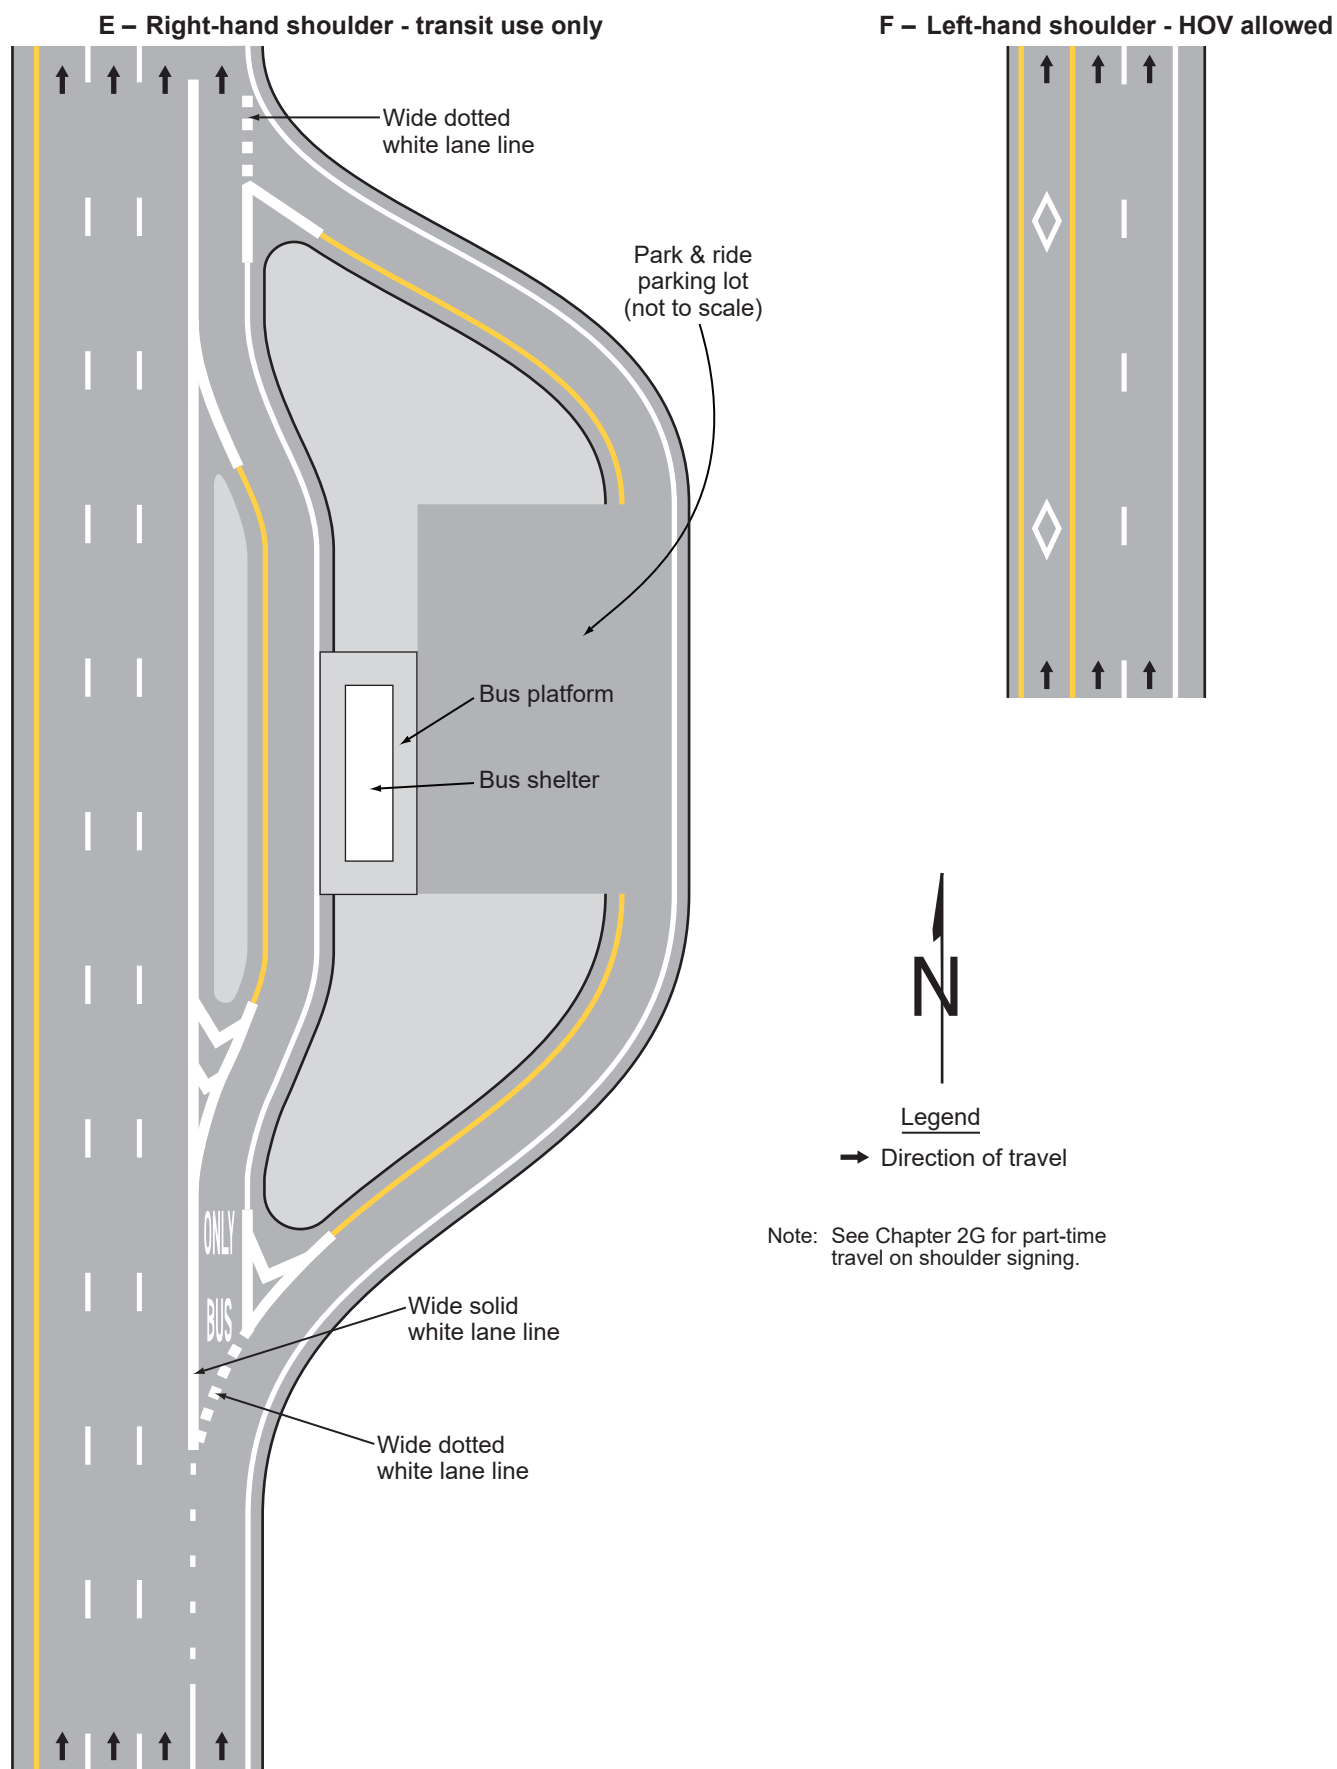 E – Right-hand shoulder - transit use only
F – Left-hand shoulder - HOV allowed
Wide dotted
white lane line
Park & ride
parking lot
(not to scale)
Bus platform
Bus shelter
N
Legend
Direction of travel
Note: See Chapter 2G for part-time
travel on shoulder signing.
ONLY
BUS
Wide solid
white lane line
Wide dotted
white lane line